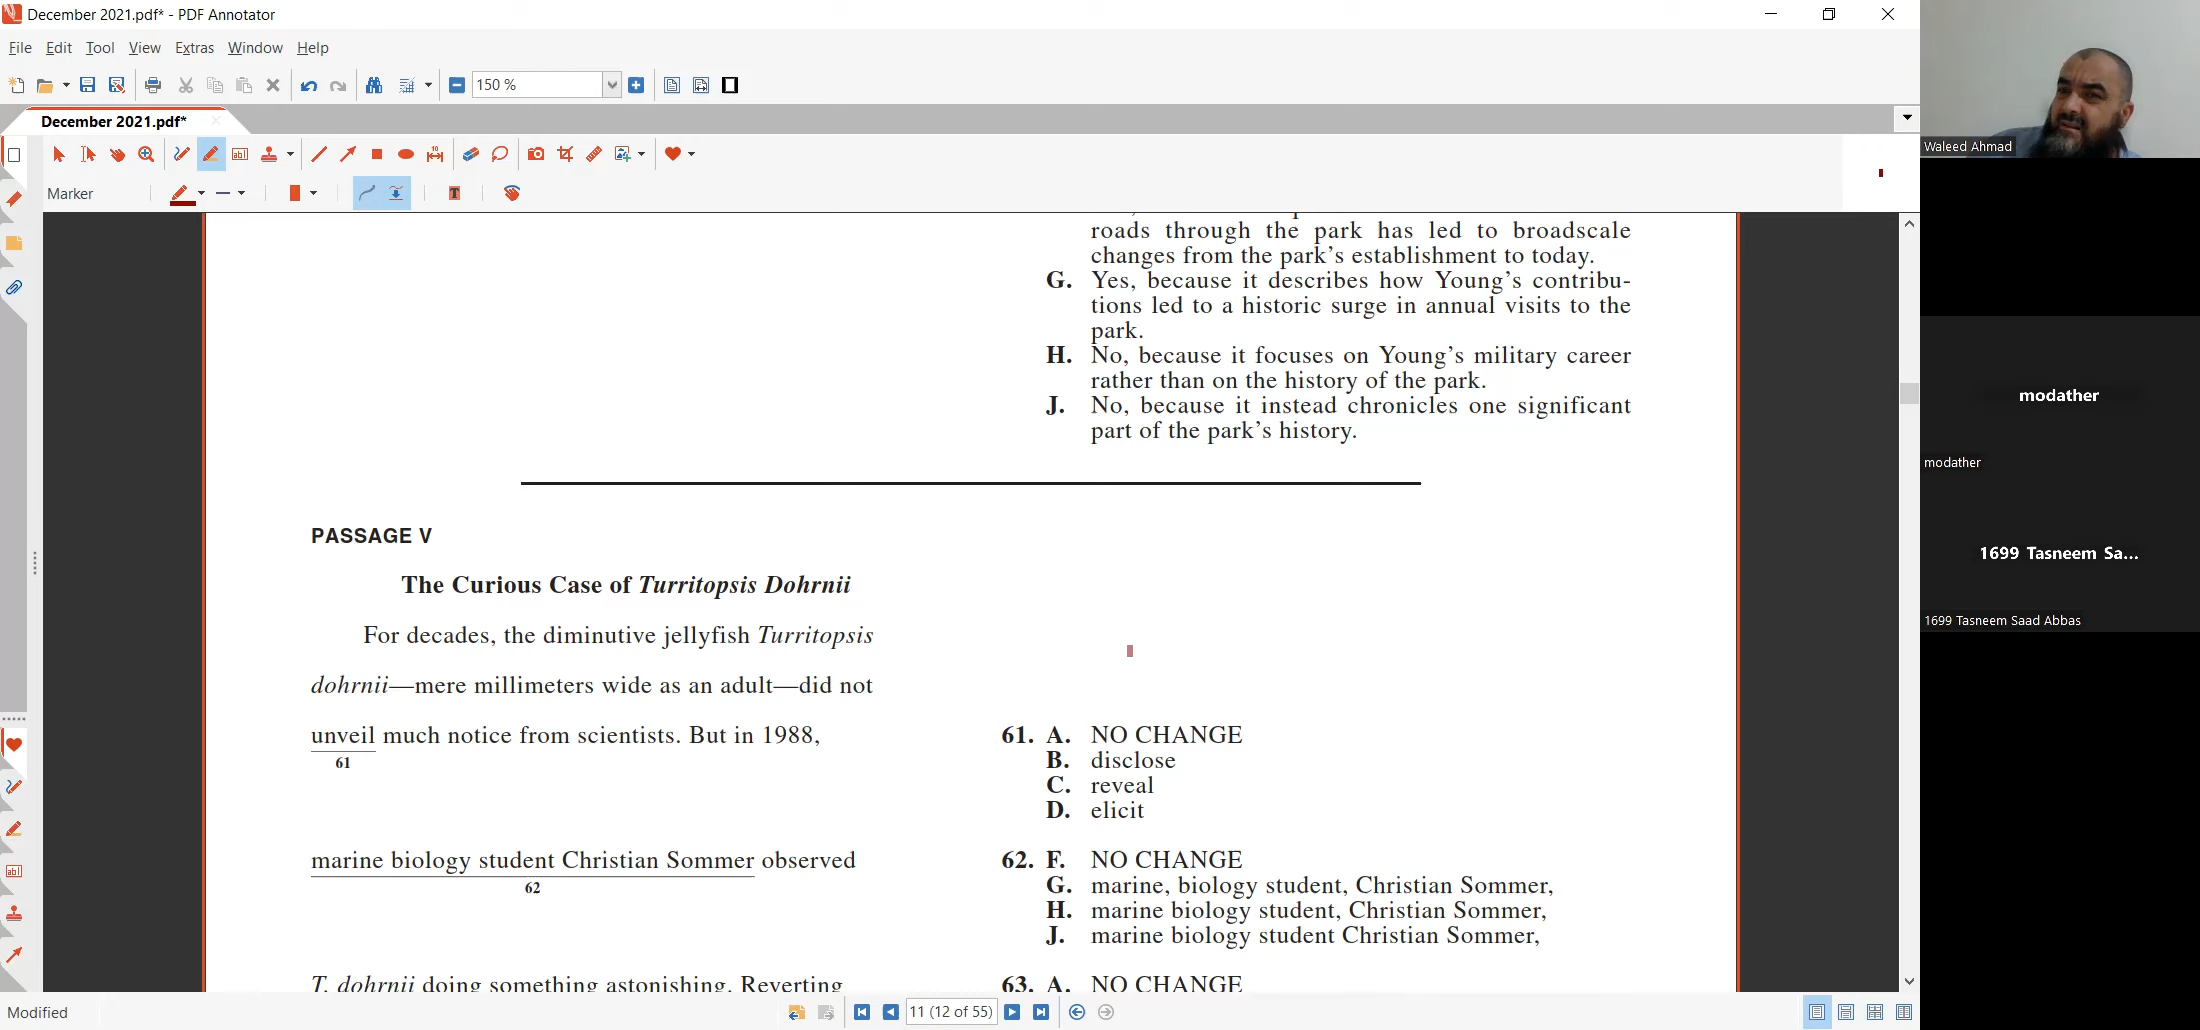 December 2021.pdf* - PDF Annotator
File Edit Tool View Extras Window Help
150 %
December 2021.pdf*
Marker
Waleed Ahmad
roads through the park has led to broadscale
changes from the park's establishment to today.
G. Yes, because it describes how Young's contribu-
tions led to a historic surge in annual visits to the
park.
H. No, because it focuses on Young's military career
rather than on the history of the park.
J. No, because it instead chronicles one significant
part of the park's history.
modather
modather
1699 Tasneem Sa...
1699 Tasneem Saad Abbas
PASSAGE V
The Curious Case of Turritopsis Dohrnii
For decades, the diminutive jellyfish Turritopsis
dohrnii—mere millimeters wide as an adult—did not
unveil much notice from scientists. But in 1988,
61
61. A. NO CHANGE
B. disclose
C. reveal
D. elicit
marine biology student Christian Sommer observed
62
62. F. NO CHANGE
G. marine, biology student, Christian Sommer,
H. marine biology student, Christian Sommer,
J. marine biology student Christian Sommer,
T. dohrnii doing something astonishing. Reverting
63. A. NO CHANGE
Modified
11 (12 of 55)